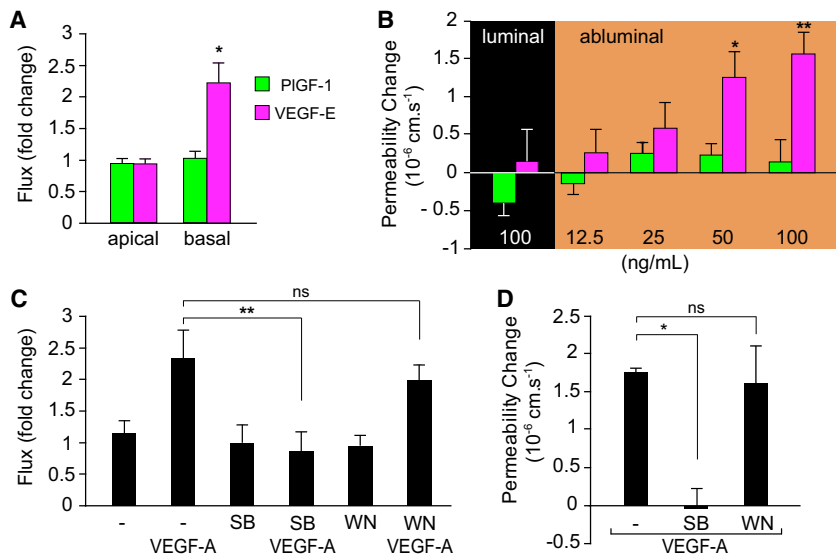 A
Flux (fold change)
3
2.5
2
1.5
1
0.5
0
*
PlGF-1
VEGF-E
apical basal
B
Permeability Change
(10-6 cm.s-1)
2
1.5
1
0.5
0
- 0.5
-1
luminal abluminal
* **
100 12.5 25 50 100
(ng/mL)
C
Flux (fold change)
3
2.5
2
1.5
1
0.5
0
ns
**
- - SB SB WN WN
VEGF-A VEGF-A VEGF-A
D
Permeability Change
(10-6 cm.s-1)
2
2.5
1.5
1
0.5
0
-0.5
ns
*
- SB WN
VEGF-A